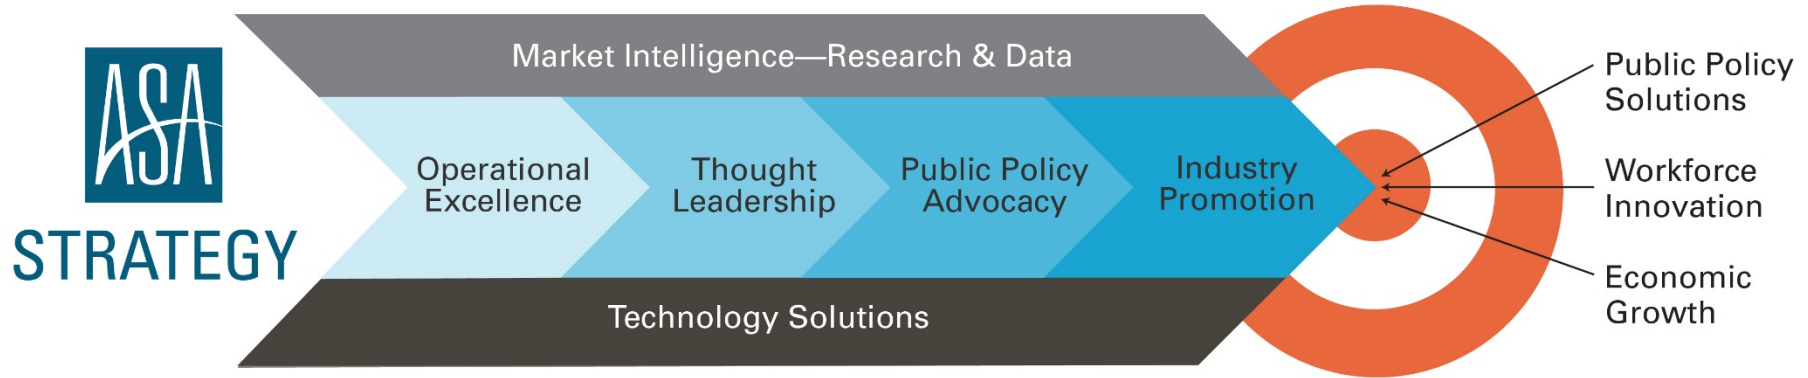 ASA
STRATEGY
Market Intelligence—Research & Data
Operational
Excellence
Thought
Leadership
Public Policy
Advocacy
Industry
Promotion
Technology Solutions
Public Policy
Solutions
Workforce
Innovation
Economic
Growth